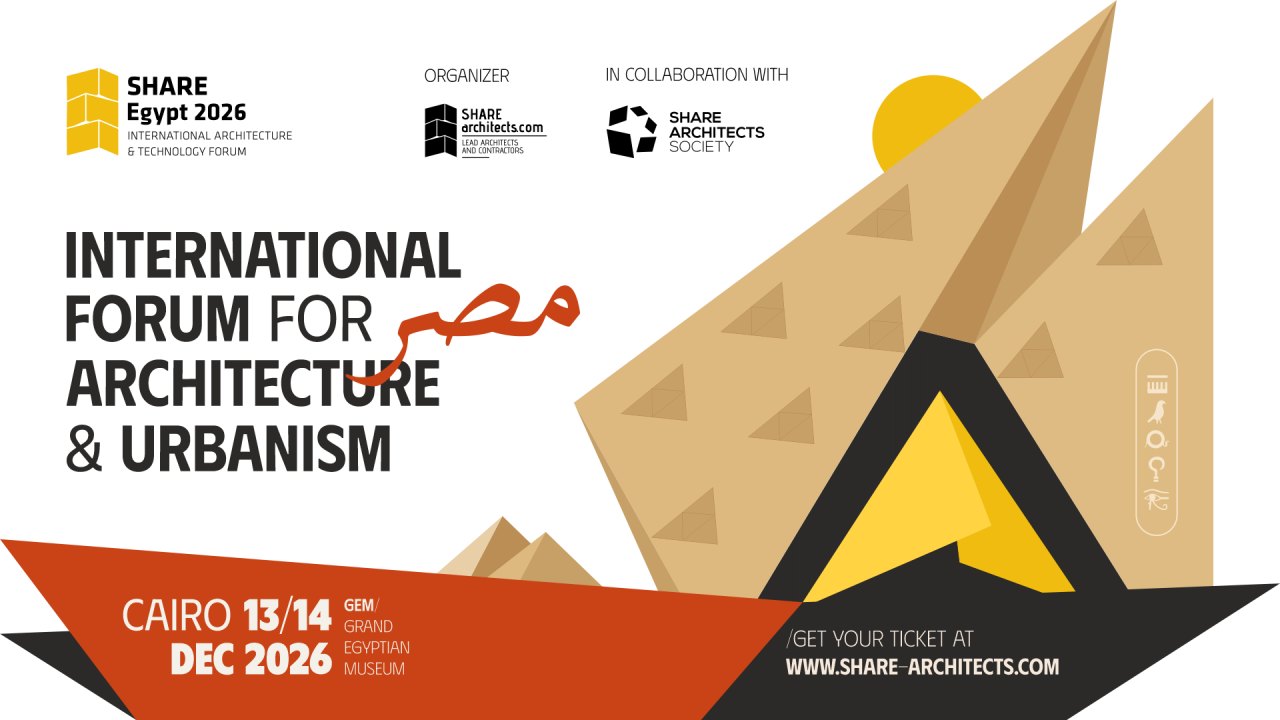 SHARE
Egypt 2026
INTERNATIONAL ARCHITECTURE
& TECHNOLOGY FORUM
ORGANIZER
SHARE
architects.com
LEAD ARCHITECTS
AND CONTRACTORS
IN COLLABORATION WITH
SHARE
ARCHITECTS
SOCIETY
INTERNATIONAL
FORUM FOR
مصر
ARCHITECTURE
& URBANISM
CAIRO 13/14
DEC 2026
GEM/
GRAND
EGYPTIAN
MUSEUM
/GET YOUR TICKET AT
WWW.SHARE-ARCHITECTS.COM